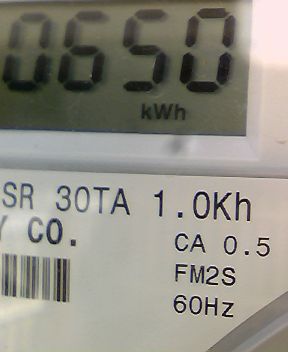 0650
kWh
SR 30TA 1.0Kh
Y CO.
CA 0.5
FM2S
60Hz